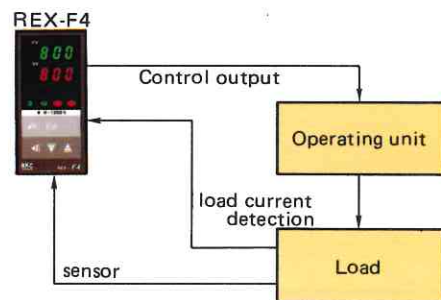 REX-F4
800
800
Control output
Operating unit
load current
detection
sensor
Load